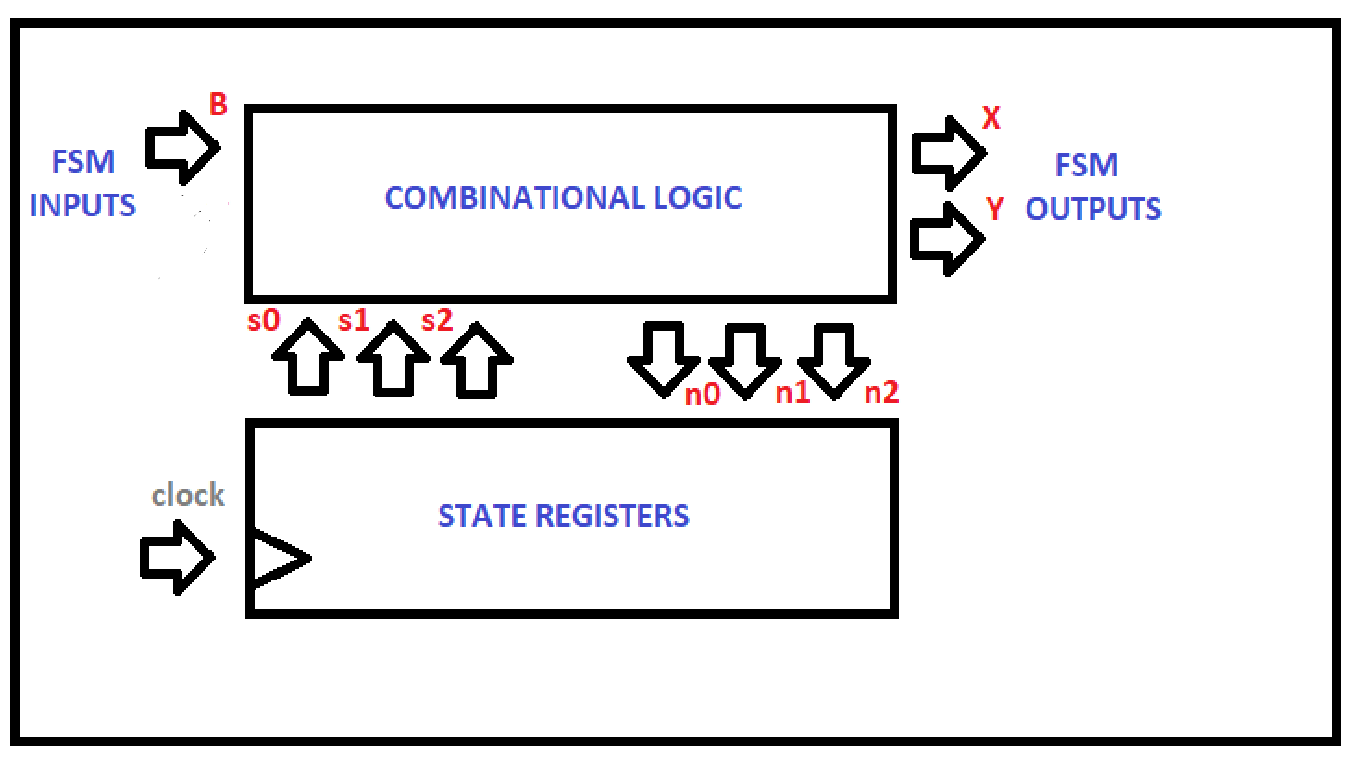 B
FSM
INPUTS
COMBINATIONAL LOGIC
X
Y
FSM
OUTPUTS
s0 s1 s2
n0 n1 n2
clock
STATE REGISTERS